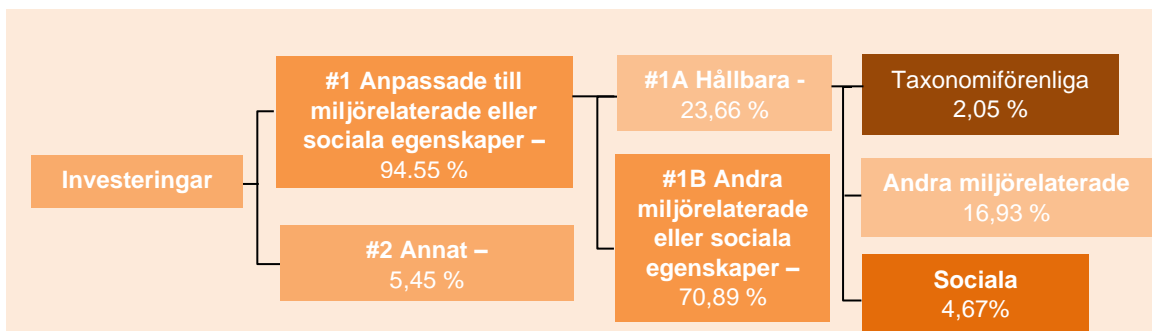 Investeringar
#1 Anpassade till
miljörelaterade eller
sociala egenskaper –
94.55 %
#2 Annat –
5,45 %
#1A Hållbara -
23,66 %
#1B Andra
miljörelaterade
eller sociala
egenskaper –
70,89 %
Taxonomiförenliga
2,05 %
Andra miljörelaterade
16,93 %
Sociala
4,67%